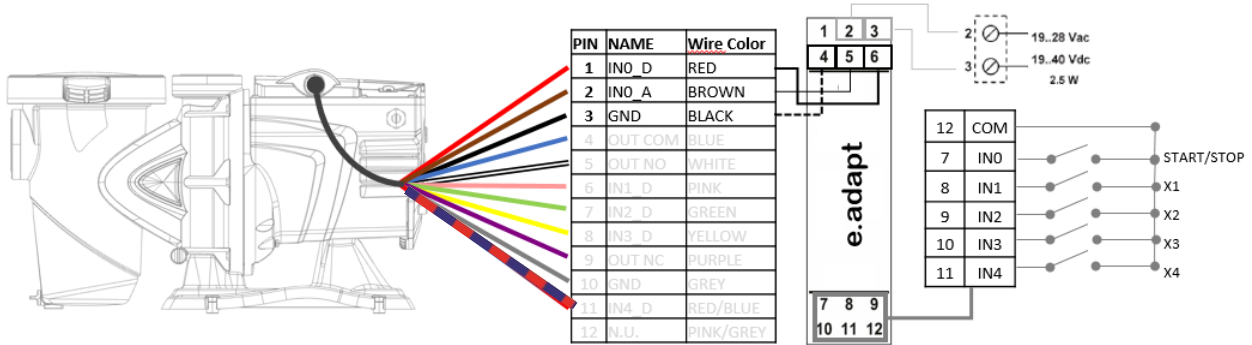 PIN NAME Wire Color
1 IN0_D RED
2 IN0_A BROWN
3 GND BLACK
4 OUT COM BLUE
5 OUT NO WHITE
6 IN1_D PINK
7 IN2_D GREEN
8 IN3_D YELLOW
9 OUT NC PURPLE
10 GND GREY
11 IN4_D RED/BLUE
12 N.U. PINK/GREY
1 2 3
4 5 6
e.adapt
7 8 9
10 11 12
2 19..28 Vac
3 19..40 Vdc
2.5 W
12 COM
7 IN0 START/STOP
8 IN1 X1
9 IN2 X2
10 IN3 X3
11 IN4 X4